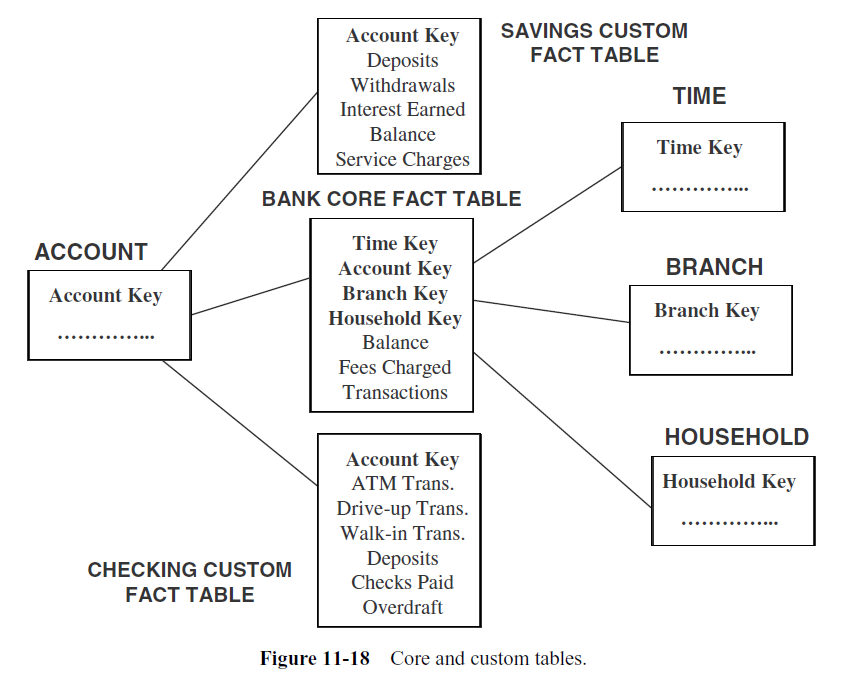 SAVINGS CUSTOM
FACT TABLE
Account Key
Deposits
Withdrawals
Interest Earned
Balance
Service Charges
TIME
Time Key
…………...
BANK CORE FACT TABLE
Time Key
Account Key
Branch Key
Household Key
Balance
Fees Charged
Transactions
ACCOUNT
Account Key
…………...
BRANCH
Branch Key
…………...
HOUSEHOLD
Household Key
…………...
Account Key
ATM Trans.
Drive-up Trans.
Walk-in Trans.
Deposits
Checks Paid
Overdraft
CHECKING CUSTOM
FACT TABLE
Figure 11-18 Core and custom tables.